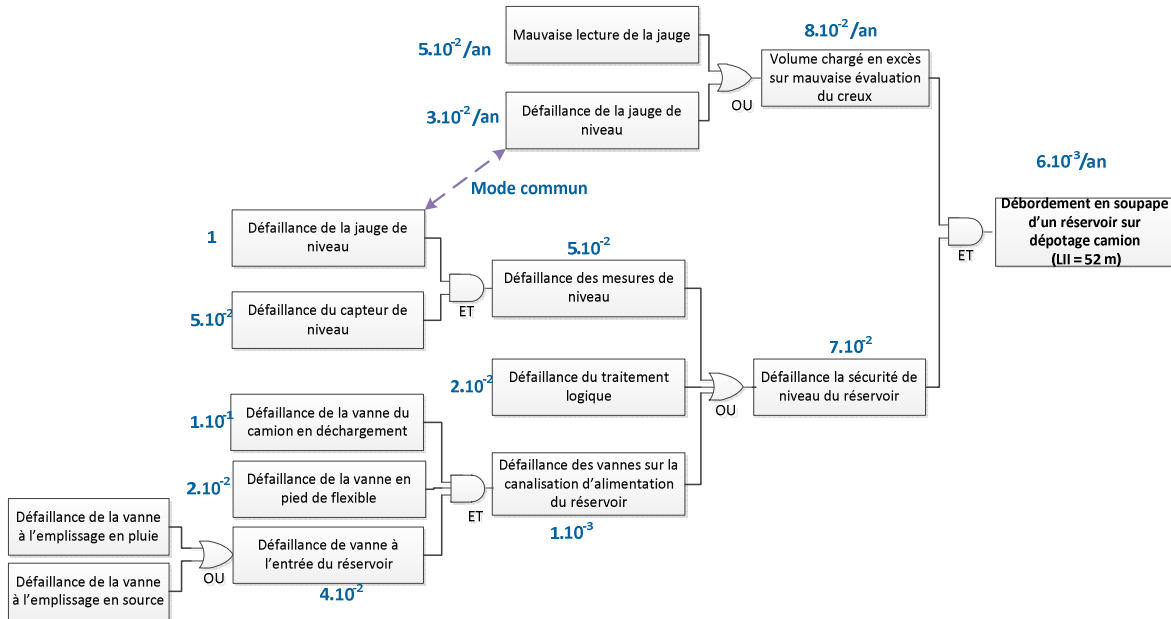 5.10⁻²/an
Mauvaise lecture de la jauge
8.10⁻²/an
OU
Volume chargé en excès
sur mauvaise évaluation
du creux
3.10⁻²/an
Défaillance de la jauge de
niveau
Mode commun
6.10⁻³/an
Débordement en soupape
d'un réservoir sur
dépotage camion
(LII = 52 m)
ET
1
Défaillance de la jauge de
niveau
5.10⁻²
Défaillance du capteur de
niveau
ET
5.10⁻²
Défaillance des mesures de
niveau
2.10⁻²
Défaillance du traitement
logique
OU
7.10⁻²
Défaillance la sécurité de
niveau du réservoir
1.10⁻¹
Défaillance de la vanne du
camion en déchargement
2.10⁻²
Défaillance de la vanne en
pied de flexible
ET
Défaillance des vannes sur la
canalisation d'alimentation
du réservoir
1.10⁻³
Défaillance de la vanne
à l'emplissage en pluie
Défaillance de la vanne
à l'emplissage en source
OU
Défaillance de vanne à
l'entrée du réservoir
4.10⁻²